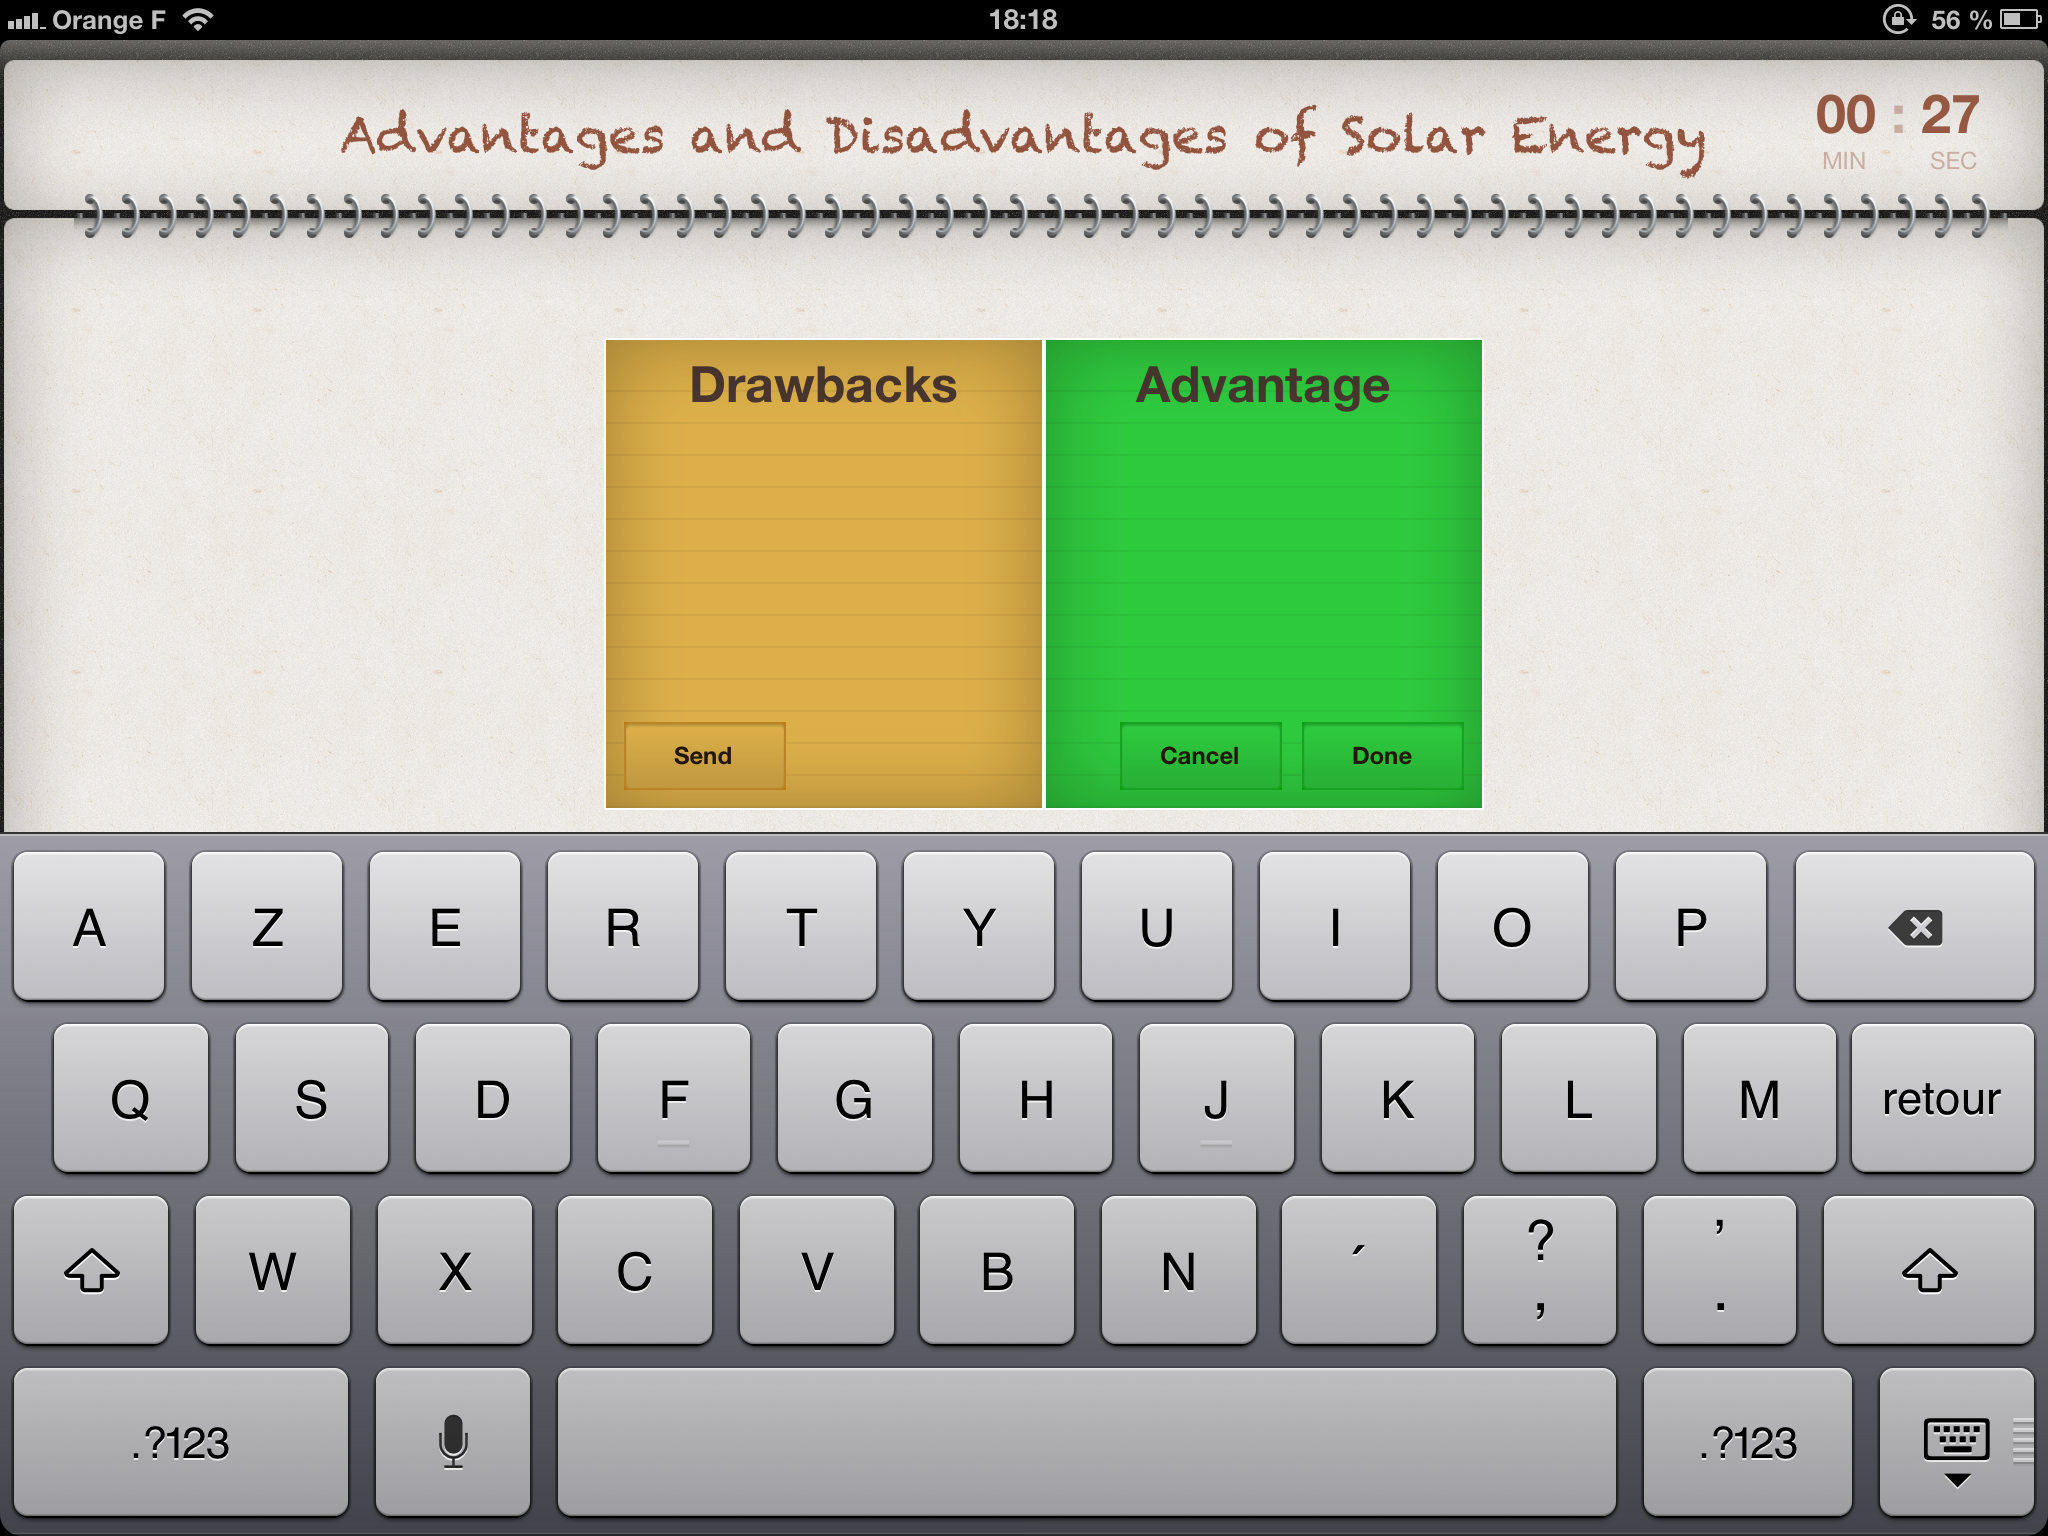 Orange F 18:18 56 %
Advantages and Disadvantages of Solar Energy
00 : 27
MIN SEC
Drawbacks Advantage
Send Cancel Done
A Z E R T Y U I O P
Q S D F G H J K L M retour
W X C V B N ´ ? , ' .
.?123 .?123